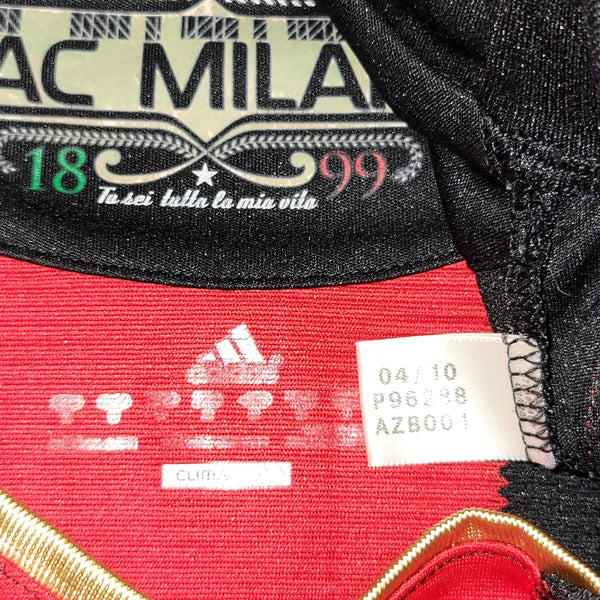 AC MILAN
18 99
Tu sei tutta la mia vita
adidas
04/10
P96288
AZB001
CLIMA